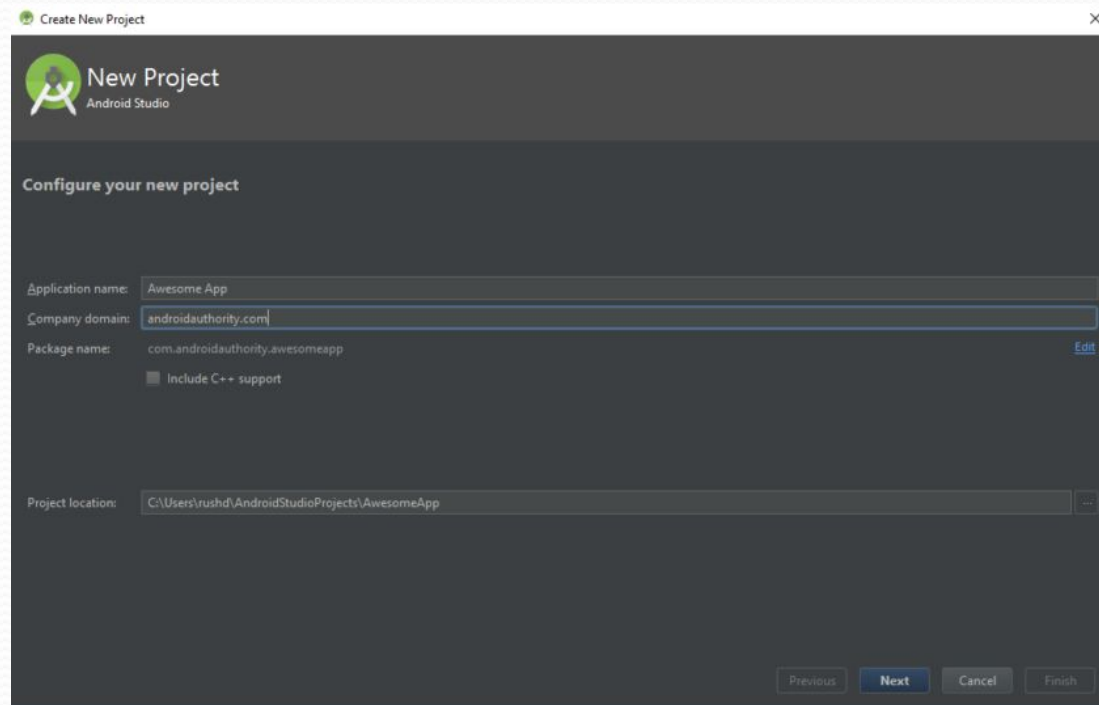 Create New Project
New Project
Android Studio
Configure your new project
Application name: Awesome App
Company domain: androidauthority.com
Package name: com.androidauthority.awesomeapp Edit
Include C++ support
Project location: C:\Users\rushd\AndroidStudioProjects\AwesomeApp ...
Previous Next Cancel Finish